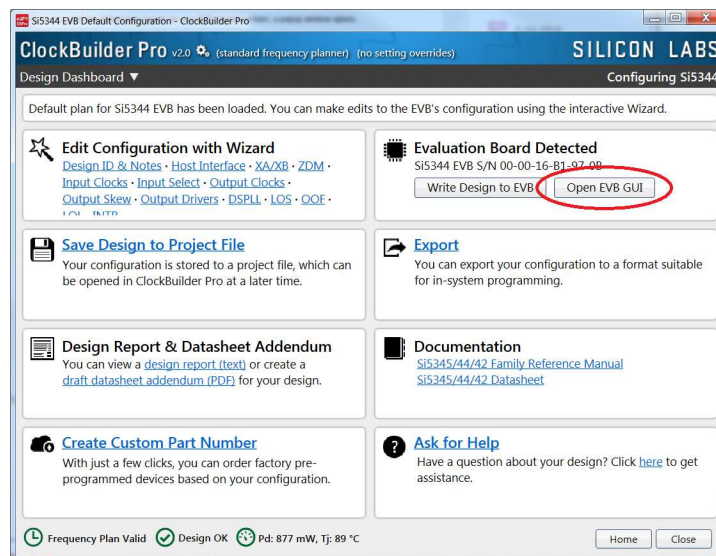 Si5344 EVB Default Configuration - ClockBuilder Pro
ClockBuilder Pro v2.0 (standard frequency planner) (no setting overrides)
SILICON LABS
Design Dashboard ▼
Configuring Si5344
Default plan for Si5344 EVB has been loaded. You can make edits to the EVB's configuration using the interactive Wizard.
Edit Configuration with Wizard
Design ID & Notes · Host Interface · XA/XB · ZDM ·
Input Clocks · Input Select · Output Clocks ·
Output Skew · Output Drivers · DSPLL · LOS · OOF ·
LOL · INTR
Evaluation Board Detected
Si5344 EVB S/N 00-00-16-B1-97-0B
Write Design to EVB
Open EVB GUI
Save Design to Project File
Your configuration is stored to a project file, which can
be opened in ClockBuilder Pro at a later time.
Export
You can export your configuration to a format suitable
for in-system programming.
Design Report & Datasheet Addendum
You can view a design report (text) or create a
draft datasheet addendum (PDF) for your design.
Documentation
Si5345/44/42 Family Reference Manual
Si5345/44/42 Datasheet
Create Custom Part Number
With just a few clicks, you can order factory pre-
programmed devices based on your configuration.
Ask for Help
Have a question about your design? Click here to get
assistance.
Frequency Plan Valid
Design OK
Pd: 877 mW, Tj: 89 °C
Home
Close